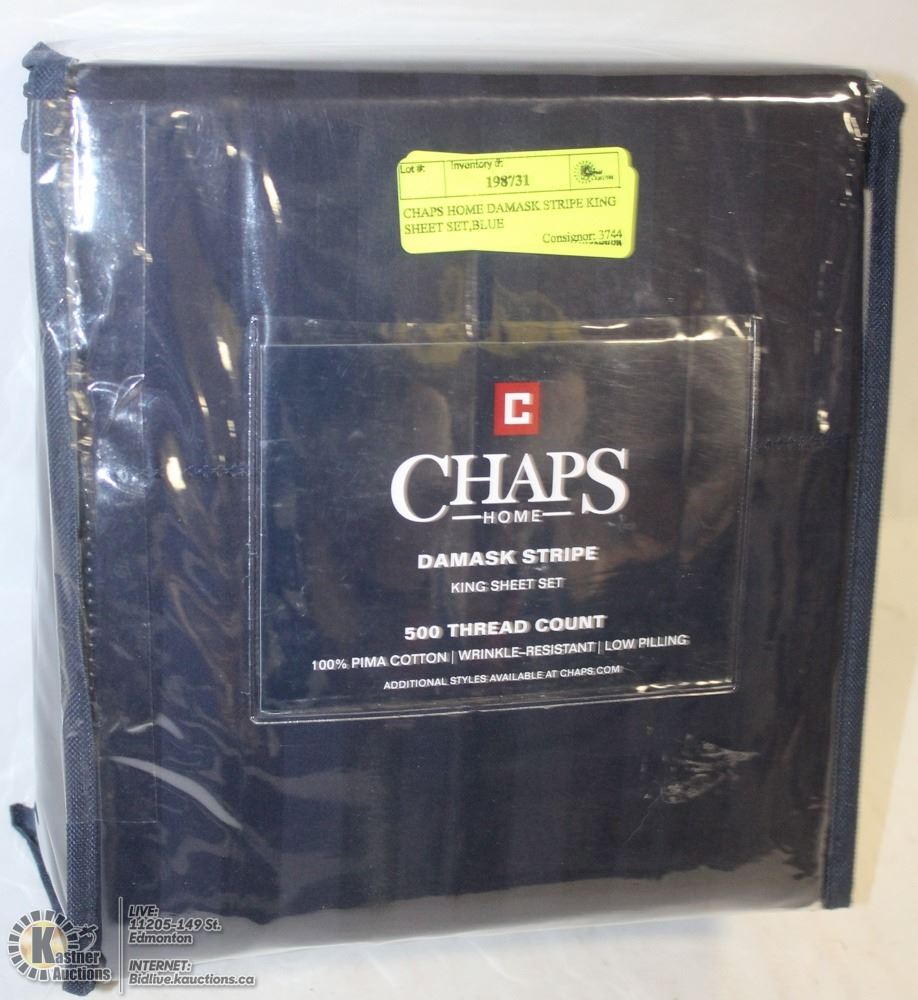 Lot #: Inventory #:
198731
CHAPS HOME DAMASK STRIPE KING
SHEET SET,BLUE
Consignor: 3744
C
CHAPS
HOME
DAMASK STRIPE
KING SHEET SET
500 THREAD COUNT
100% PIMA COTTON | WRINKLE-RESISTANT | LOW PILLING
ADDITIONAL STYLES AVAILABLE AT CHAPS.COM
Kastner
Auctions
LIVE:
11205-149 St.
Edmonton
INTERNET:
Bidlive.kauctions.ca